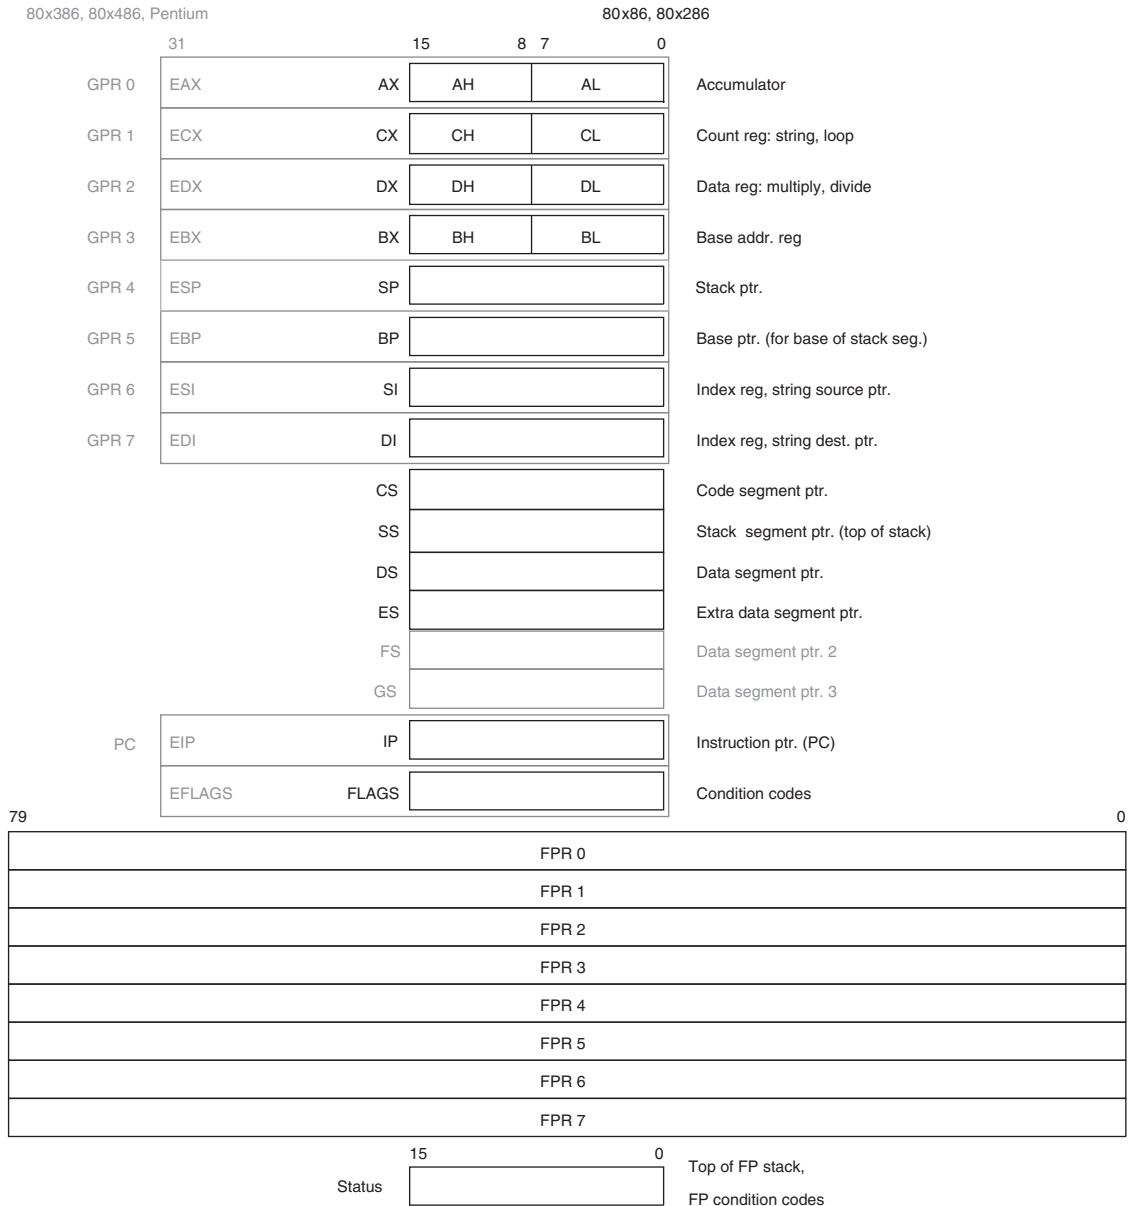 80x386, 80x486, Pentium 80x86, 80x286
31 15 8 7 0
GPR 0 EAX AX AH AL Accumulator
GPR 1 ECX CX CH CL Count reg: string, loop
GPR 2 EDX DX DH DL Data reg: multiply, divide
GPR 3 EBX BX BH BL Base addr. reg
GPR 4 ESP SP Stack ptr.
GPR 5 EBP BP Base ptr. (for base of stack seg.)
GPR 6 ESI SI Index reg, string source ptr.
GPR 7 EDI DI Index reg, string dest. ptr.
CS Code segment ptr.
SS Stack segment ptr. (top of stack)
DS Data segment ptr.
ES Extra data segment ptr.
FS Data segment ptr. 2
GS Data segment ptr. 3
PC EIP IP Instruction ptr. (PC)
EFLAGS FLAGS Condition codes
79 0
FPR 0
FPR 1
FPR 2
FPR 3
FPR 4
FPR 5
FPR 6
FPR 7
15 0
Status Top of FP stack,
FP condition codes